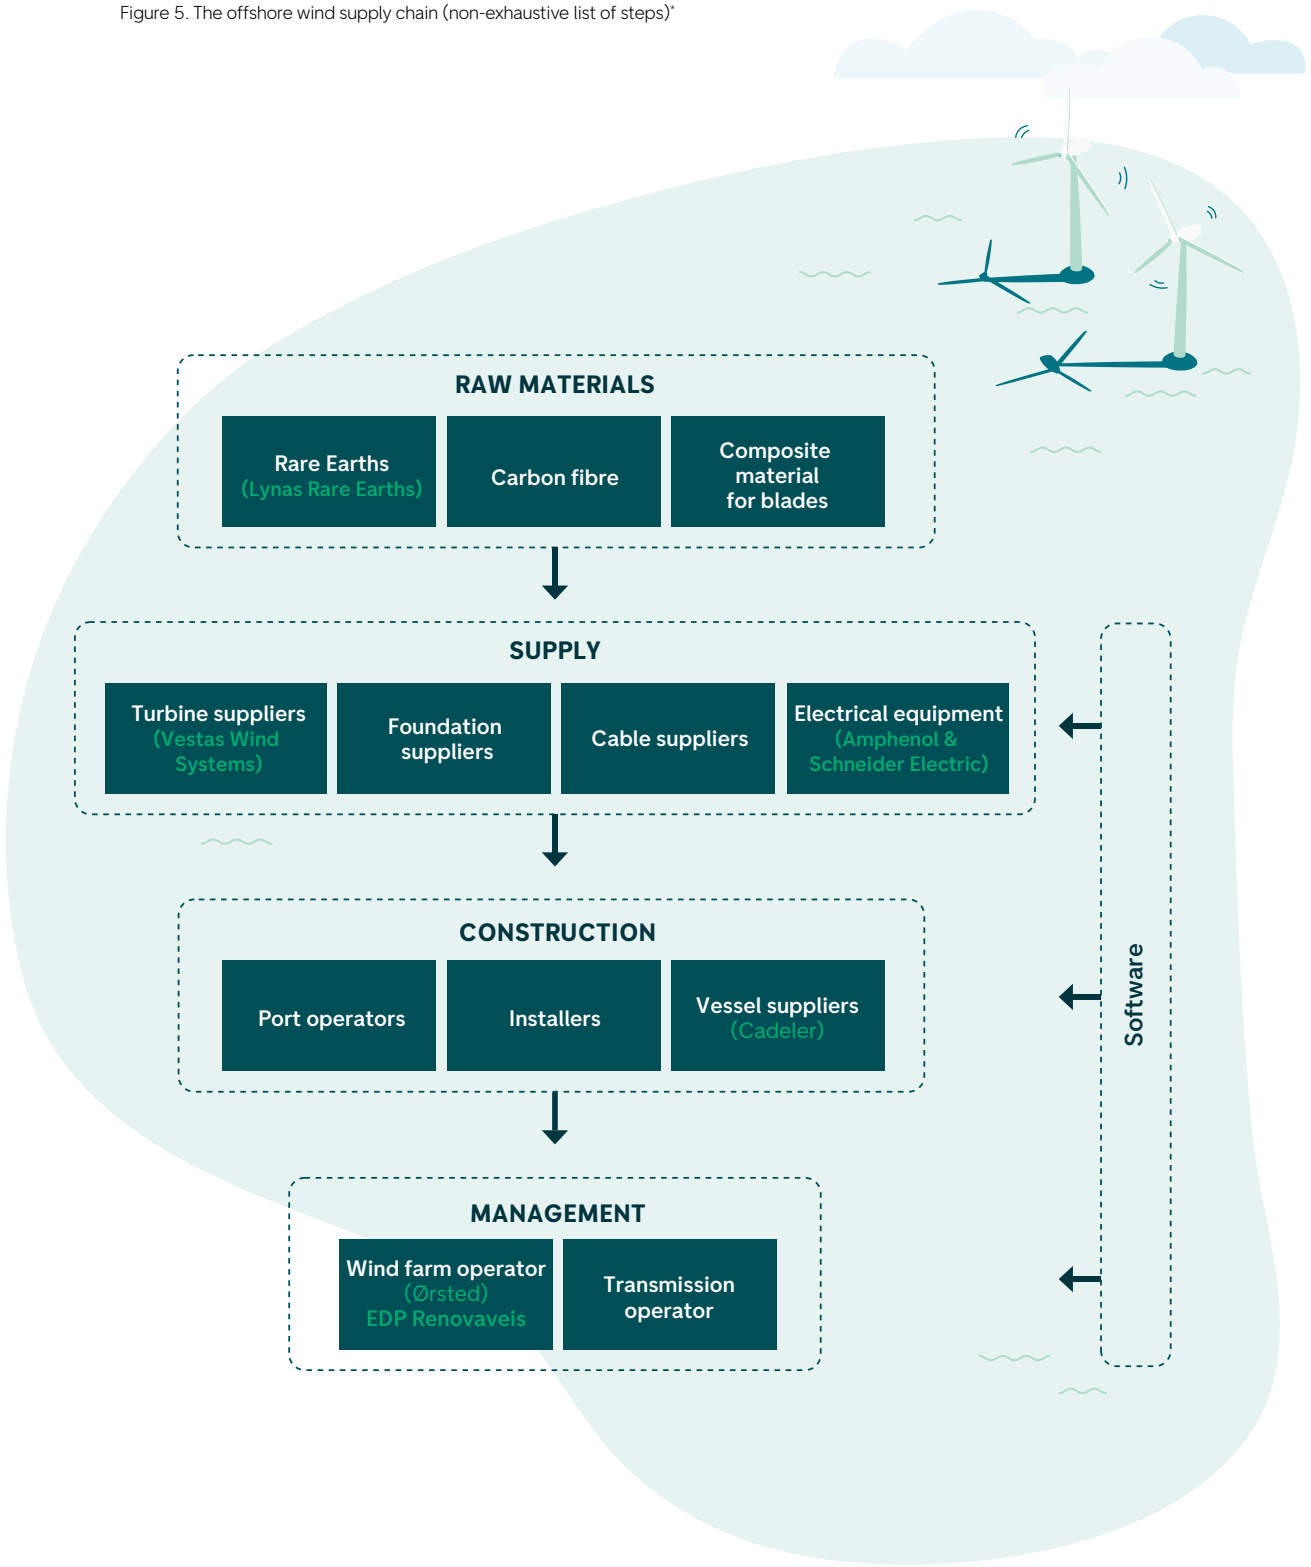 Figure 5. The offshore wind supply chain (non-exhaustive list of steps)*
RAW MATERIALS
Rare Earths
(Lynas Rare Earths)
Carbon fibre
Composite
material
for blades
SUPPLY
Turbine suppliers
(Vestas Wind
Systems)
Foundation
suppliers
Cable suppliers
Electrical equipment
(Amphenol &
Schneider Electric)
CONSTRUCTION
Port operators
Installers
Vessel suppliers
(Cadeler)
MANAGEMENT
Wind farm operator
(Ørsted)
EDP Renovaveis
Transmission
operator
Software